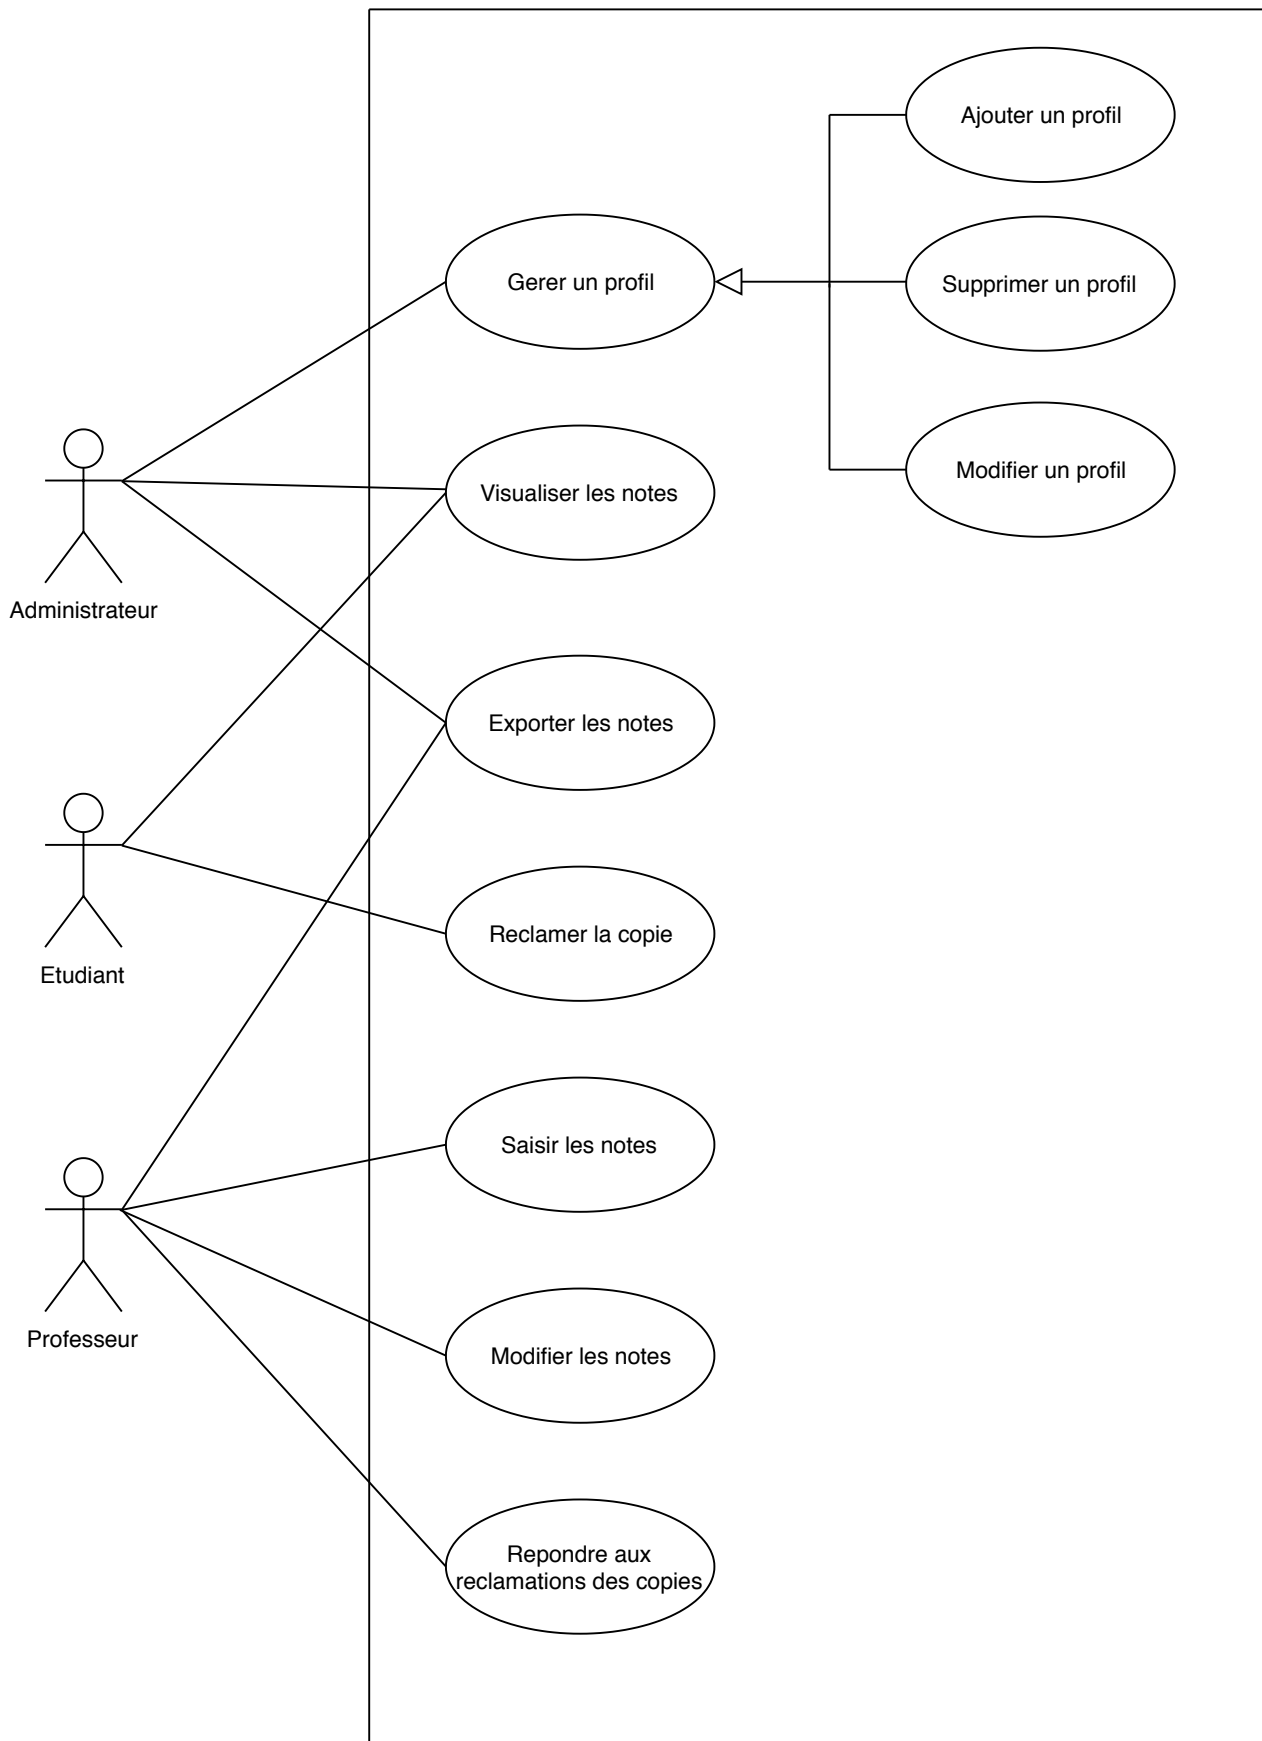 Ajouter un profil
Gerer un profil
Supprimer un profil
Modifier un profil
Visualiser les notes
Administrateur
Exporter les notes
Reclamer la copie
Etudiant
Saisir les notes
Professeur
Modifier les notes
Repondre aux
reclamations des copies